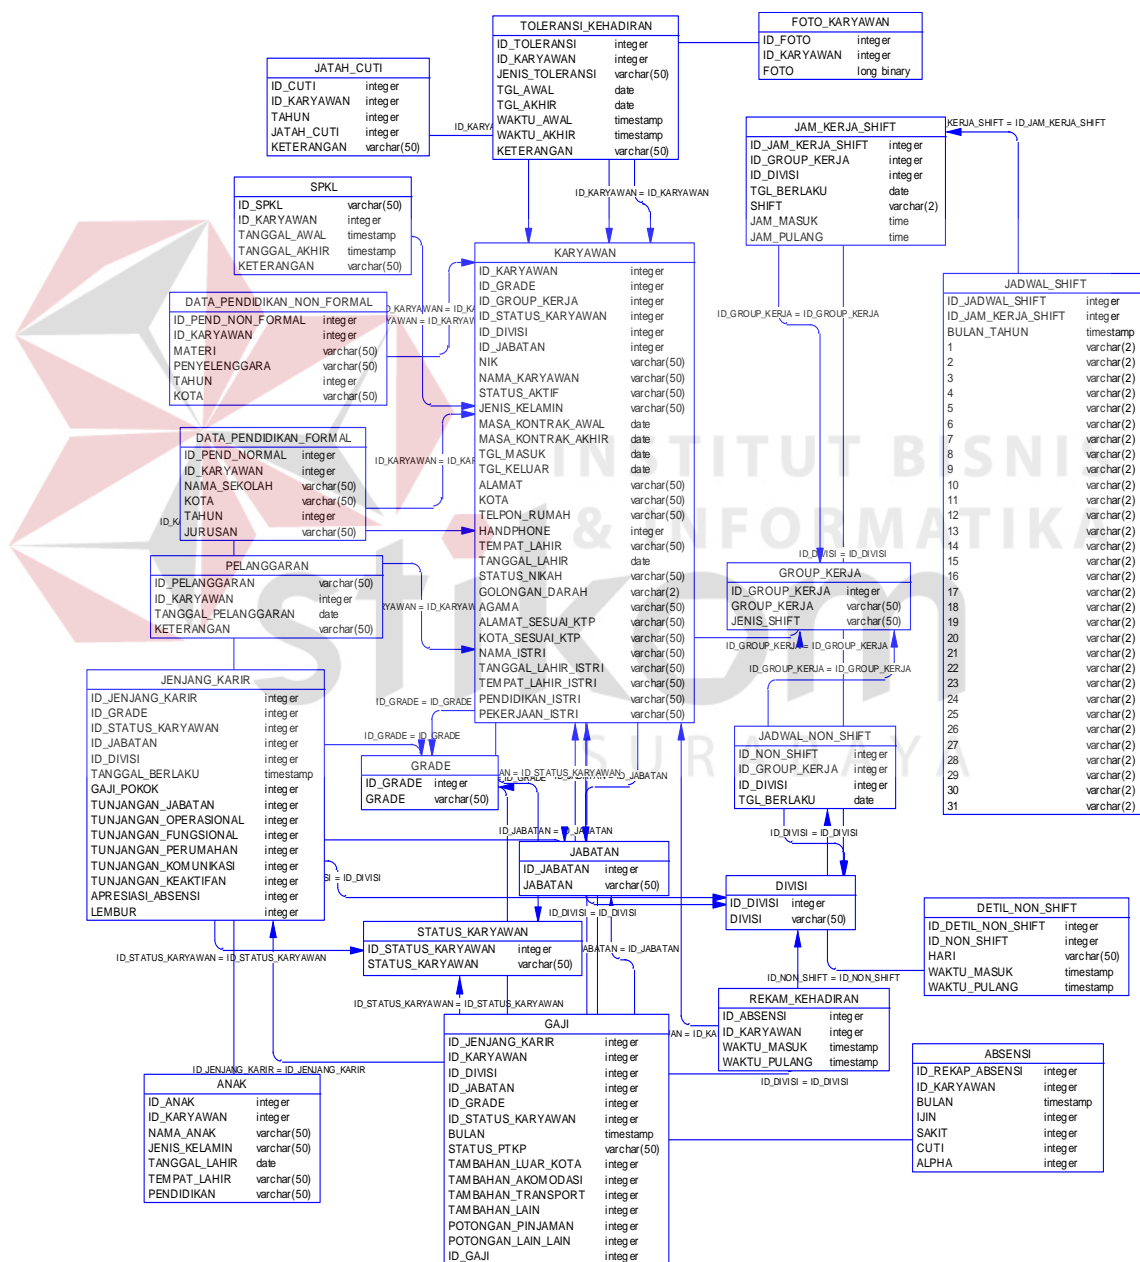 TOLERANSI_KEHADIRAN
ID_TOLERANSI integer
ID_KARYAWAN integer
JENIS_TOLERANSI varchar(50)
TGL_AWAL date
TGL_AKHIR date
WAKTU_AWAL timestamp
WAKTU_AKHIR timestamp
KETERANGAN varchar(50)
FOTO_KARYAWAN
ID_FOTO integer
ID_KARYAWAN integer
FOTO long binary
JATAH_CUTI
ID_CUTI integer
ID_KARYAWAN integer
TAHUN integer
JATAH_CUTI integer
KETERANGAN varchar(50)
JAM_KERJA_SHIFT
ID_JAM_KERJA_SHIFT integer
ID_GROUP_KERJA integer
ID_DIVISI integer
TGL_BERLAKU date
SHIFT varchar(2)
JAM_MASUK time
JAM_PULANG time
KERJA_SHIFT = ID_JAM_KERJA_SHIFT
SPKL
ID_SPKL varchar(50)
ID_KARYAWAN integer
TANGGAL_AWAL timestamp
TANGGAL_AKHIR timestamp
KETERANGAN varchar(50)
ID_KARYAWAN = ID_KARYAWAN
KARYAWAN
ID_KARYAWAN integer
ID_GRADE integer
ID_GROUP_KERJA integer
ID_STATUS_KARYAWAN integer
ID_DIVISI integer
ID_JABATAN integer
NIK varchar(50)
NAMA_KARYAWAN varchar(50)
STATUS_AKTIF varchar(50)
JENIS_KELAMIN varchar(50)
MASA_KONTRAK_AWAL date
MASA_KONTRAK_AKHIR date
TGL_MASUK date
TGL_KELUAR date
ALAMAT varchar(50)
KOTA varchar(50)
TELPON_RUMAH varchar(50)
HANDPHONE integer
TEMPAT_LAHIR varchar(50)
TANGGAL_LAHIR date
STATUS_NIKAH varchar(50)
GOLONGAN_DARAH varchar(2)
AGAMA varchar(50)
ALAMAT_SESUAI_KTP varchar(50)
KOTA_SESUAI_KTP varchar(50)
NAMA_ISTRI varchar(50)
TANGGAL_LAHIR_ISTRI varchar(50)
TEMPAT_LAHIR_ISTRI varchar(50)
PENDIDIKAN_ISTRI varchar(50)
PEKERJAAN_ISTRI varchar(50)
JADWAL_SHIFT
ID_JADWAL_SHIFT integer
ID_JAM_KERJA_SHIFT integer
BULAN_TAHUN timestamp
1 varchar(2)
2 varchar(2)
3 varchar(2)
4 varchar(2)
5 varchar(2)
6 varchar(2)
7 varchar(2)
8 varchar(2)
9 varchar(2)
10 varchar(2)
11 varchar(2)
12 varchar(2)
13 varchar(2)
14 varchar(2)
15 varchar(2)
16 varchar(2)
17 varchar(2)
18 varchar(2)
19 varchar(2)
20 varchar(2)
21 varchar(2)
22 varchar(2)
23 varchar(2)
24 varchar(2)
25 varchar(2)
26 varchar(2)
27 varchar(2)
28 varchar(2)
29 varchar(2)
30 varchar(2)
31 varchar(2)
DATA_PENDIDIKAN_NON_FORMAL
ID_PEND_NON_FORMAL integer
ID_KARYAWAN integer
MATERI varchar(50)
PENYELENGGARA varchar(50)
TAHUN integer
KOTA varchar(50)
ID_GROUP_KERJA = ID_GROUP_KERJA
DATA_PENDIDIKAN_FORMAL
ID_PEND_NORMAL integer
ID_KARYAWAN integer
NAMA_SEKOLAH varchar(50)
KOTA varchar(50)
TAHUN integer
JURUSAN varchar(50)
INSTITUT BISNIS
& INFORMATIKA
stikom
SURABAYA
ID_DIVISI = ID_DIVISI
PELANGGARAN
ID_PELANGGARAN varchar(50)
ID_KARYAWAN integer
TANGGAL_PELANGGARAN date
KETERANGAN varchar(50)
GROUP_KERJA
ID_GROUP_KERJA integer
GROUP_KERJA varchar(50)
JENIS_SHIFT varchar(50)
ID_GROUP_KERJA = ID_GROUP_KERJA
ID_GROUP_KERJA = ID_GROUP_KERJA
JENJANG_KARIR
ID_JENJANG_KARIR integer
ID_GRADE integer
ID_STATUS_KARYAWAN integer
ID_JABATAN integer
ID_DIVISI integer
TANGGAL_BERLAKU timestamp
GAJI_POKOK integer
TUNJANGAN_JABATAN integer
TUNJANGAN_OPERASIONAL integer
TUNJANGAN_FUNGSIONAL integer
TUNJANGAN_PERUMAHAN integer
TUNJANGAN_KOMUNIKASI integer
TUNJANGAN_KEAKTIFAN integer
APRESIASI_ABSENSI integer
LEMBUR integer
ID_GRADE = ID_GRADE
ID_GRADE = ID_GRADE
GRADE
ID_GRADE integer
GRADE varchar(50)
JADWAL_NON_SHIFT
ID_NON_SHIFT integer
ID_GROUP_KERJA integer
ID_DIVISI integer
TGL_BERLAKU date
ID_DIVISI = ID_DIVISI
ID_JABATAN = ID_JABATAN
JABATAN
ID_JABATAN integer
JABATAN varchar(50)
DIVISI
ID_DIVISI integer
DIVISI varchar(50)
ID_DIVISI = ID_DIVISI
STATUS_KARYAWAN
ID_STATUS_KARYAWAN integer
STATUS_KARYAWAN varchar(50)
DETIL_NON_SHIFT
ID_DETIL_NON_SHIFT integer
ID_NON_SHIFT integer
HARI varchar(50)
WAKTU_MASUK timestamp
WAKTU_PULANG timestamp
ID_STATUS_KARYAWAN = ID_STATUS_KARYAWAN
ID_NON_SHIFT = ID_NON_SHIFT
ID_STATUS_KARYAWAN = ID_STATUS_KARYAWAN
REKAM_KEHADIRAN
ID_ABSENSI integer
ID_KARYAWAN integer
WAKTU_MASUK timestamp
WAKTU_PULANG timestamp
ID_DIVISI = ID_DIVISI
GAJI
ID_JENJANG_KARIR integer
ID_KARYAWAN integer
ID_DIVISI integer
ID_JABATAN integer
ID_GRADE integer
ID_STATUS_KARYAWAN integer
BULAN timestamp
STATUS_PTKP varchar(50)
TAMBAHAN_LUAR_KOTA integer
TAMBAHAN_AKOMODASI integer
TAMBAHAN_TRANSPORT integer
TAMBAHAN_LAIN integer
POTONGAN_PINJAMAN integer
POTONGAN_LAIN_LAIN integer
ID_GAJI integer
ID_JENJANG_KARIR = ID_JENJANG_KARIR
ANAK
ID_ANAK integer
ID_KARYAWAN integer
NAMA_ANAK varchar(50)
JENIS_KELAMIN varchar(50)
TANGGAL_LAHIR date
TEMPAT_LAHIR varchar(50)
PENDIDIKAN varchar(50)
ABSENSI
ID_REKAP_ABSENSI integer
ID_KARYAWAN integer
BULAN timestamp
IJIN integer
SAKIT integer
CUTI integer
ALPHA integer